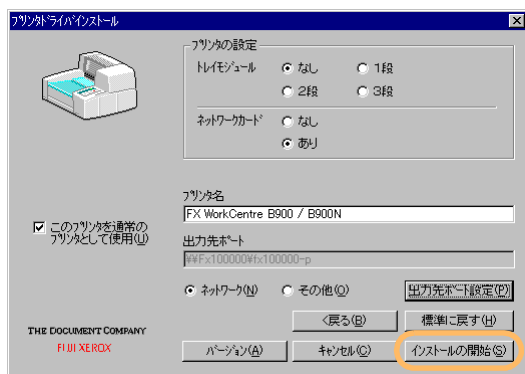 プリンタドライバインストール
プリンタの設定
トレイモジュール なし 1段
2段 3段
ネットワークカード なし
あり
プリンタ名
FX WorkCentre B900 / B900N
このプリンタを通常の
プリンタとして使用(U)
出力先ポート
¥¥Fx100000¥fx100000-p
ネットワーク(N) その他(O) 出力先ポート設定(P)
<戻る(B) 標準に戻す(H)
THE DOCUMENT COMPANY
FUJI XEROX
バージョン(A) キャンセル(C) インストールの開始(S)